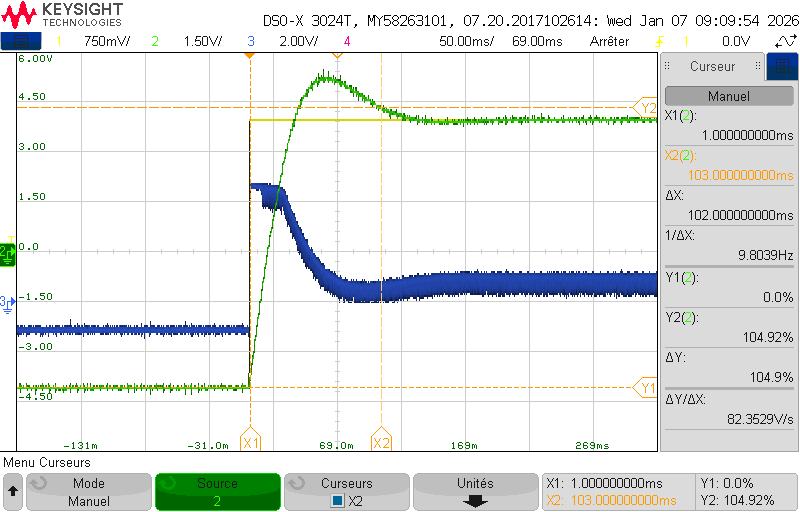 KEYSIGHT
TECHNOLOGIES
DSO-X 3024T, MY58263101, 07.20.2017102614: Wed Jan 07 09:09:54 2026
1 750mV/ 2 1.50V/ 3 2.00V/ 4 50.00ms/ 69.00ms Arrêter 1 0.0V
6.00V
4.50
3.00
1.50
0.0
-1.50
-3.00
-4.50
2
3
Y2
Y1
X1
X2
-131m -31.0m 69.0m 169m 269ms
Curseur
Manuel
X1(2):
1.000000000ms
X2(2):
103.000000000ms
ΔX:
102.000000000ms
1/ΔX:
9.8039Hz
Y1(2):
0.0%
Y2(2):
104.92%
ΔY:
104.9%
ΔY/ΔX:
82.3529V/s
Menu Curseurs
Mode
Manuel
Source
2
Curseurs
X2
Unités
X1: 1.000000000ms
X2: 103.000000000ms
Y1: 0.0%
Y2: 104.92%